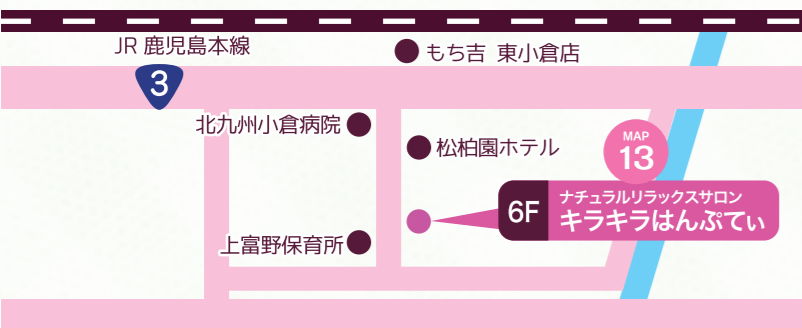 JR 鹿児島本線
もち吉 東小倉店
3
北九州小倉病院
松柏園ホテル
MAP
13
6F
ナチュラルリラックスサロン
キラキラはんぷてぃ
上富野保育所